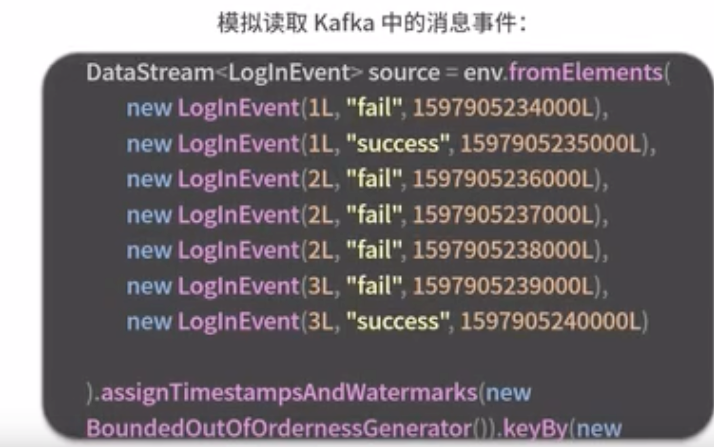 模拟读取 Kafka 中的消息事件：
DataStream<LogInEvent> source = env.fromElements(
new LogInEvent(1L, "fail", 1597905234000L),
new LogInEvent(1L, "success", 1597905235000L),
new LogInEvent(2L, "fail", 1597905236000L),
new LogInEvent(2L, "fail", 1597905237000L),
new LogInEvent(2L, "fail", 1597905238000L),
new LogInEvent(3L, "fail", 1597905239000L),
new LogInEvent(3L, "success", 1597905240000L)
).assignTimestampsAndWatermarks(new
BoundedOutOfOrdernessGenerator()).keyBy(new